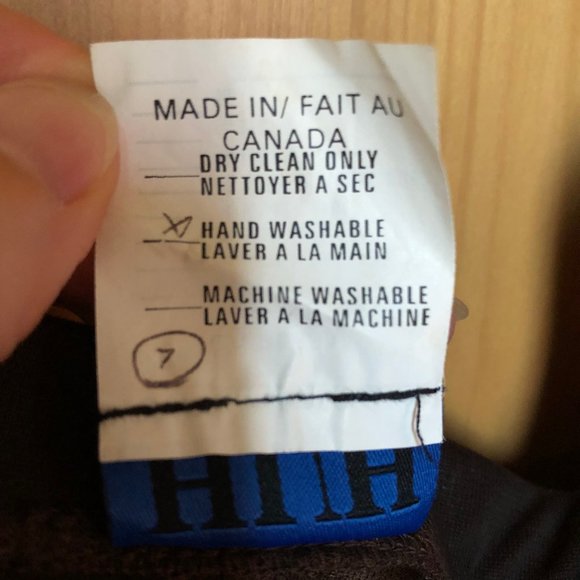 MADE IN/ FAIT AU
CANADA
DRY CLEAN ONLY
NETTOYER A SEC
X HAND WASHABLE
LAVER A LA MAIN
MACHINE WASHABLE
LAVER A LA MACHINE
7